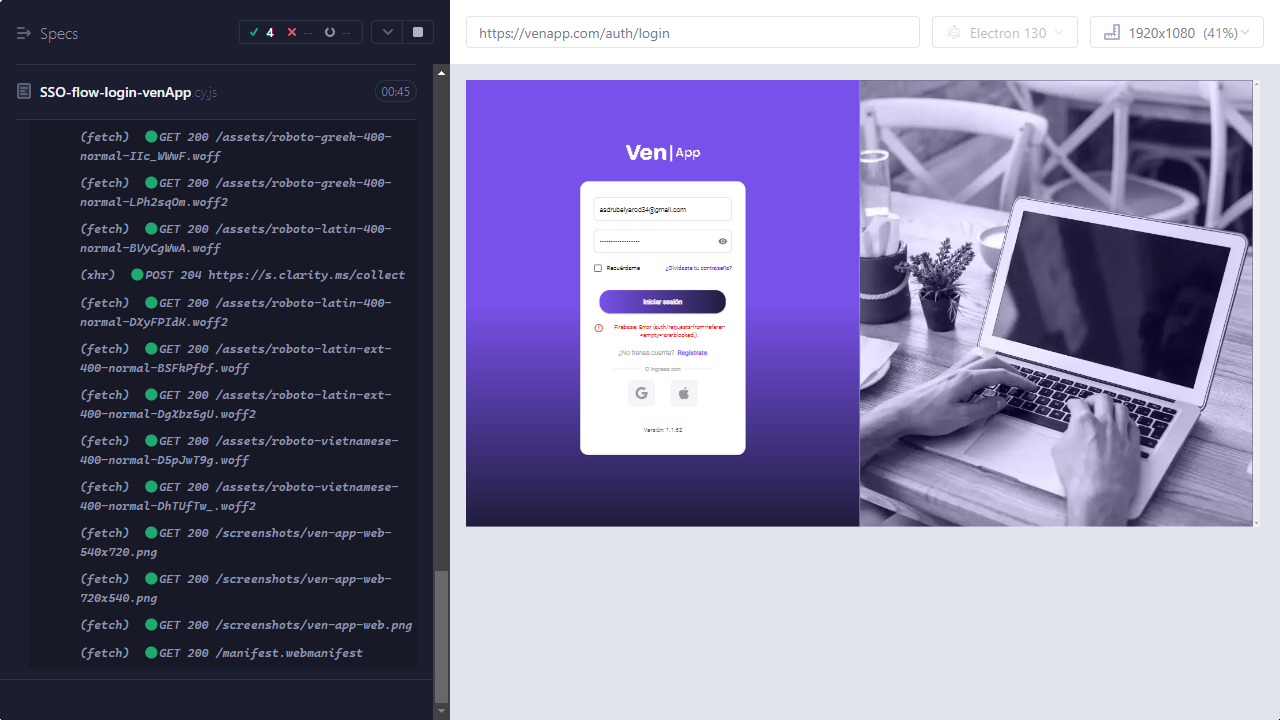 Specs
4
--
--
https://venapp.com/auth/login
Electron 130
1920x1080 (41%)
SSO-flow-login-venApp.cy.js
00:45
(fetch) GET 200 /assets/roboto-greek-400-
normal-IIc_WWwF.woff
(fetch) GET 200 /assets/roboto-greek-400-
normal-LPh2sqOm.woff2
(fetch) GET 200 /assets/roboto-latin-400-
normal-BVyCgWwA.woff
(xhr) POST 204 https://s.clarity.ms/collect
(fetch) GET 200 /assets/roboto-latin-400-
normal-DXyFPIdK.woff2
(fetch) GET 200 /assets/roboto-latin-ext-
400-normal-BSFkPfbf.woff
(fetch) GET 200 /assets/roboto-latin-ext-
400-normal-DgXbz5gU.woff2
(fetch) GET 200 /assets/roboto-vietnamese-
400-normal-D5pJwT9g.woff
(fetch) GET 200 /assets/roboto-vietnamese-
400-normal-DhTUfTw_.woff2
(fetch) GET 200 /screenshots/ven-app-web-
540x720.png
(fetch) GET 200 /screenshots/ven-app-web-
720x540.png
(fetch) GET 200 /screenshots/ven-app-web.png
(fetch) GET 200 /manifest.webmanifest
Ven|App
asdrubalyarod34@gmail.com
Recuérdame
¿Olvidaste tu contraseña?
Iniciar sesión
Firebase: Error (auth/requests-from-referer-
<empty>-are-blocked.).
¿No tienes cuenta? Regístrate
O ingresa con
Versión: 1.1.62